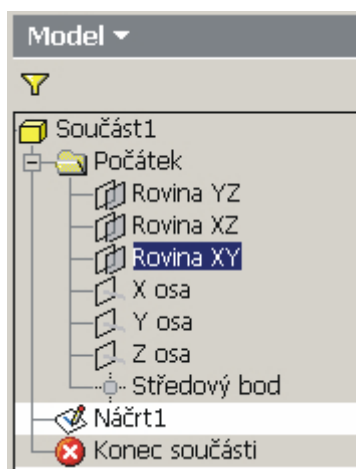 Model
Součást1
Počátek
Rovina YZ
Rovina XZ
Rovina XY
X osa
Y osa
Z osa
Středový bod
Náčrt1
Konec součásti